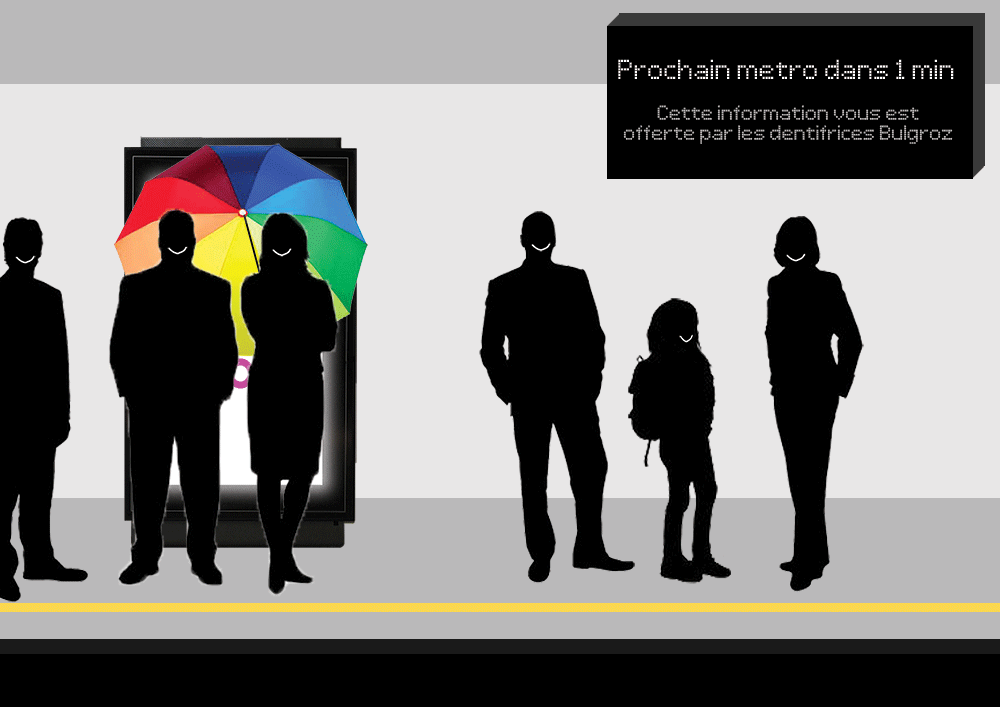 Prochain metro dans 1 min
Cette information vous est
offerte par les dentifrices Bulgroz